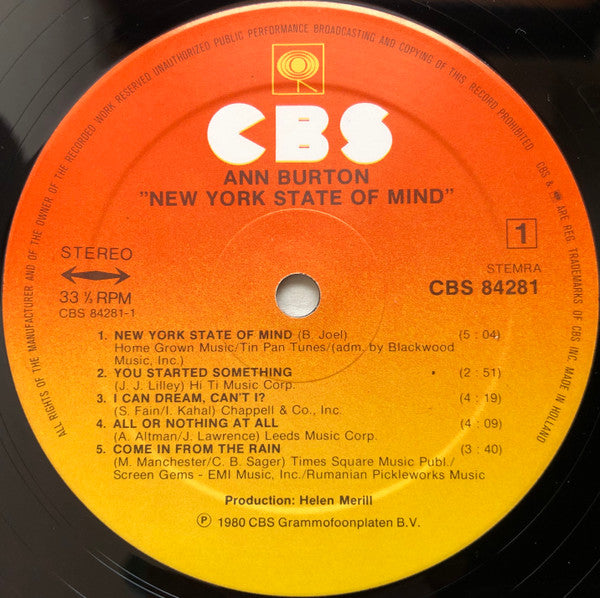 ALL RIGHTS OF THE MANUFACTURER AND OF THE OWNER OF THE RECORDED WORK RESERVED UNAUTHORIZED PUBLIC PERFORMANCE BROADCASTING AND COPYING OF THIS RECORD PROHIBITED
CBS & ARE REG. TRADEMARKS OF CBS INC. MADE IN HOLLAND
CBS
ANN BURTON
"NEW YORK STATE OF MIND"
1
STEREO
STEMRA
33 ⅓ RPM
CBS 84281
CBS 84281-1
1. NEW YORK STATE OF MIND (B. Joel) (5 : 04)
Home Grown Music/Tin Pan Tunes/(adm. by Blackwood
Music, Inc.)
2. YOU STARTED SOMETHING (2 : 51)
(J. J. Lilley) Hi Ti Music Corp.
3. I CAN DREAM, CAN'T I? (4 : 19)
(S. Fain/I. Kahal) Chappell & Co., Inc.
4. ALL OR NOTHING AT ALL (4 : 09)
(A. Altman/J. Lawrence) Leeds Music Corp.
5. COME IN FROM THE RAIN (3 : 40)
(M. Manchester/C. B. Sager) Times Square Music Publ./
Screen Gems - EMI Music, Inc./Rumanian Pickleworks Music
Production: Helen Merill
Ⓟ 1980 CBS Grammofoonplaten B.V.